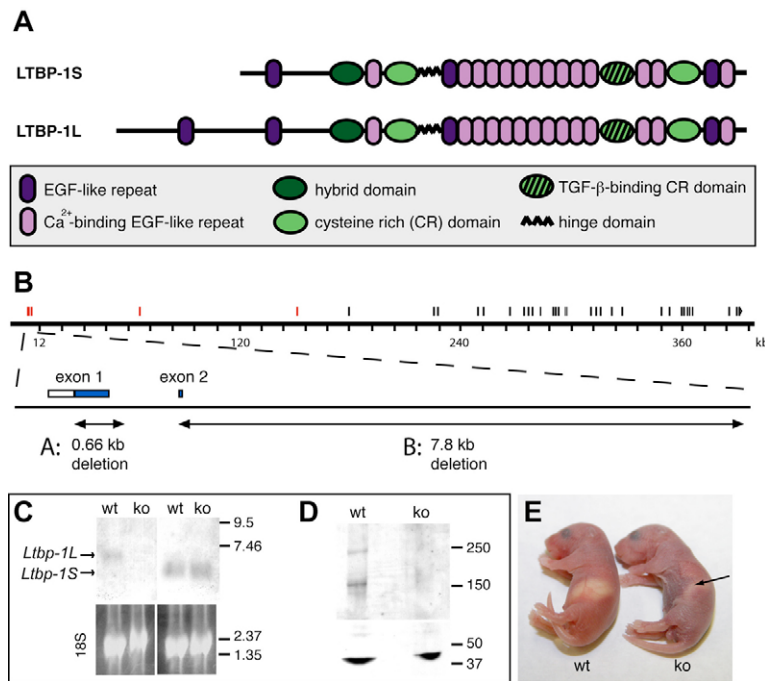 A
LTBP-1S
LTBP-1L
EGF-like repeat
hybrid domain
TGF-β-binding CR domain
Ca2+-binding EGF-like repeat
cysteine rich (CR) domain
hinge domain
B
12 120 240 360 kb
exon 1 exon 2
A: 0.66 kb deletion
B: 7.8 kb deletion
C
wt ko wt ko
9.5
7.46
Ltbp-1L
Ltbp-1S
18S
2.37
1.35
D
wt ko
250
150
50
37
E
wt ko